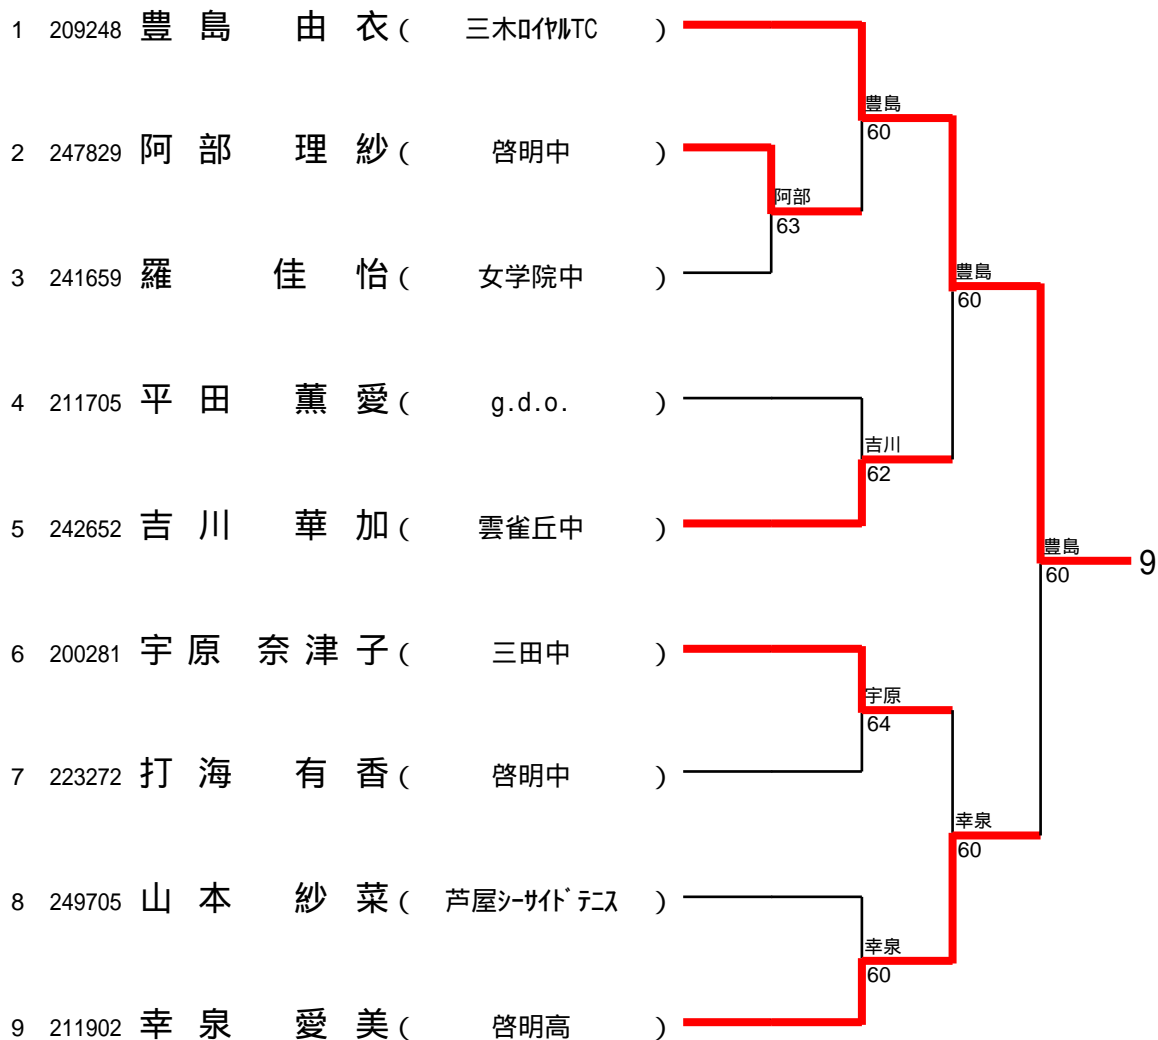 1 209248 豊島 由衣 ( 三木ロイヤルTC )
豊島
60
2 247829 阿部 理紗 ( 啓明中 )
阿部
63
3 241659 羅 佳怡 ( 女学院中 )
豊島
60
4 211705 平田 薫愛 ( g.d.o. )
吉川
62
5 242652 吉川 華加 ( 雲雀丘中 )
豊島
60
9
6 200281 宇原 奈津子 ( 三田中 )
宇原
64
7 223272 打海 有香 ( 啓明中 )
幸泉
60
8 249705 山本 紗菜 ( 芦屋シーサイドテニス )
幸泉
60
9 211902 幸泉 愛美 ( 啓明高 )